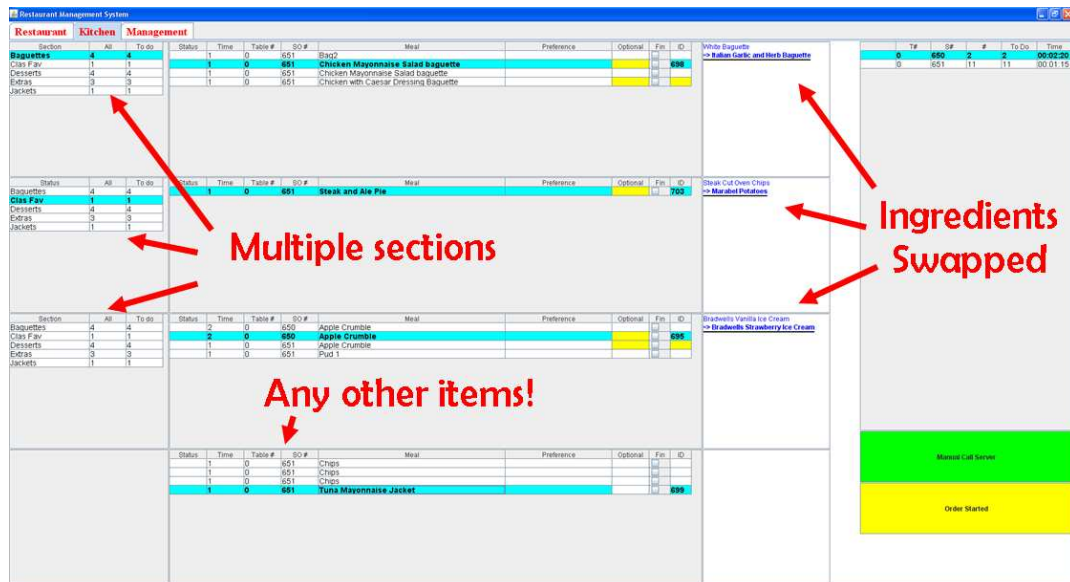 Restaurant Management System
Restaurant Kitchen Management
Section All To do
Baguettes 4 4
Clas Fav 1 1
Desserts 4 4
Extras 3 3
Jackets 1 1
Status Time Table # SO # Meal Preference Optional Fin ID
1 0 651 Bag2
1 0 651 Chicken Mayonnaise Salad baguette 698
1 0 651 Chicken Mayonnaise Salad baguette
1 0 651 Chicken with Caesar Dressing Baguette
White Baguette
-> Italian Garlic and Herb Baguette
T# S# # To Do Time
0 650 2 2 00:02:20
0 651 11 11 00:01:15
Status All To do
Baguettes 4 4
Clas Fav 1 1
Desserts 4 4
Extras 3 3
Jackets 1 1
Status Time Table # SO # Meal Preference Optional Fin ID
1 0 651 Steak and Ale Pie 703
Steak Cut Oven Chips
-> Marabel Potatoes
Multiple sections
Ingredients
Swapped
Section All To do
Baguettes 4 4
Clas Fav 1 1
Desserts 4 4
Extras 3 3
Jackets 1 1
Status Time Table # SO # Meal Preference Optional Fin ID
2 0 650 Apple Crumble
2 0 650 Apple Crumble 695
1 0 651 Apple Crumble
1 0 651 Pud 1
Bradwells Vanilla Ice Cream
-> Bradwells Strawberry Ice Cream
Any other items!
Status Time Table # SO # Meal Preference Optional Fin ID
1 0 651 Chips
1 0 651 Chips
1 0 651 Chips
1 0 651 Tuna Mayonnaise Jacket 699
Manual Call Server
Order Started